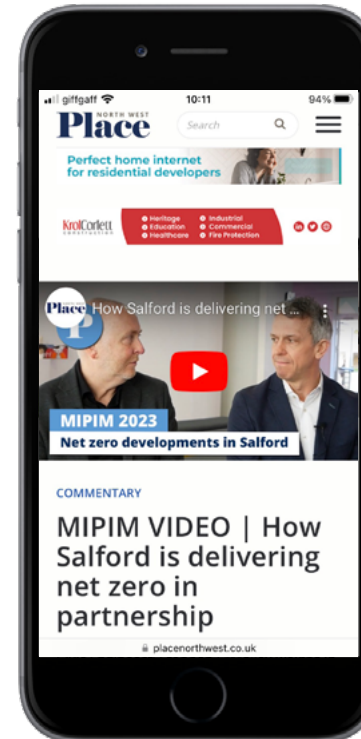 giffgaff 10:11 94%
NORTH WEST
Place Search
Perfect home internet
for residential developers
KrolCorlett
CONSTRUCTION
Heritage Industrial
Education Commercial
Healthcare Fire Protection
Place How Salford is delivering net ...
P
MIPIM 2023
Net zero developments in Salford
COMMENTARY
MIPIM VIDEO | How
Salford is delivering
net zero in
partnership
placenorthwest.co.uk